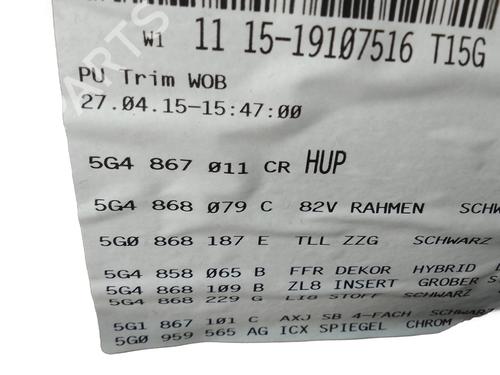 W1 11 15-19107516 T15G
PU Trim WOB
27.04.15-15:47:00
5G4 867 011 CR HUP
5G4 868 079 C 82V RAHMEN SCHW
5G0 868 187 E TLL ZZG SCHWARZ
5G4 858 065 B FFR DEKOR HYBRID
5G4 868 109 B ZL8 INSERT GROBER S
5G4 868 229 G LI8 STOFF SCHWARZ
5G1 867 101 C AXJ SB 4-FACH SCHWARZ
5G0 959 565 AG ICX SPIEGEL CHROM